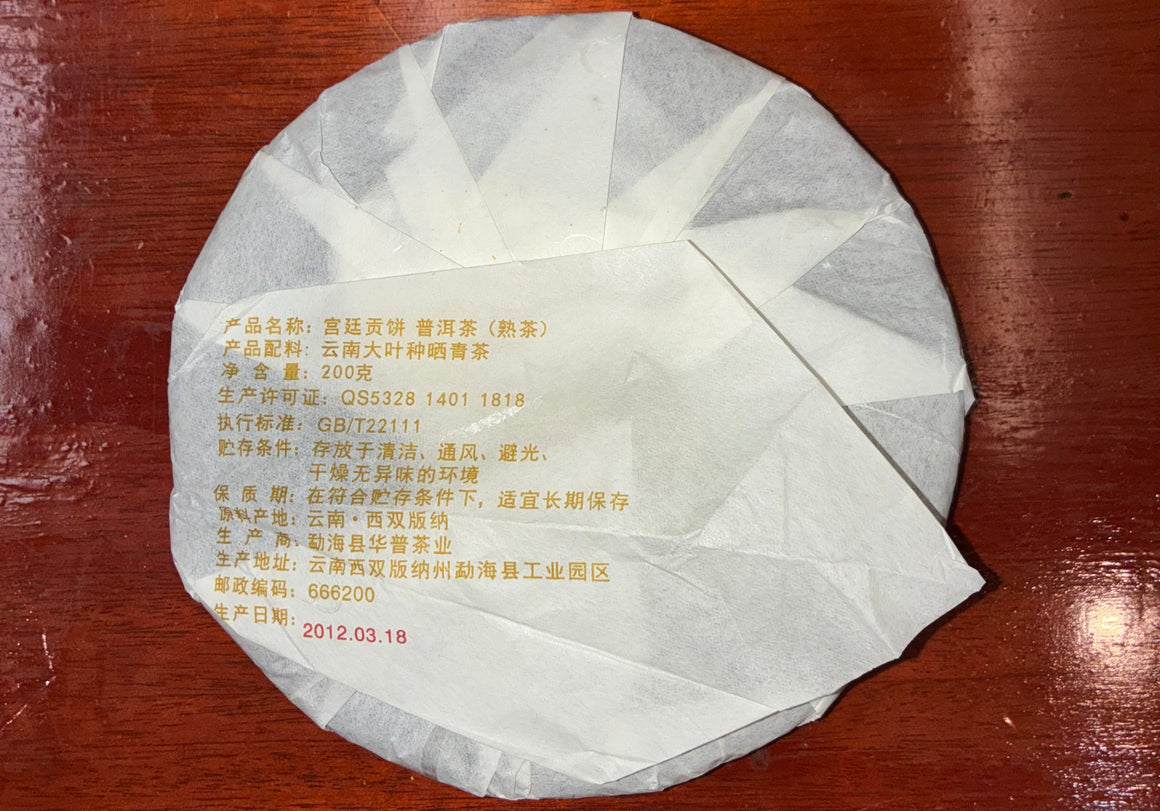 产品名称：宫廷贡饼 普洱茶（熟茶）
产品配料：云南大叶种晒青茶
净 含 量：200克
生产许可证：QS5328 1401 1818
执行标准：GB/T22111
贮存条件：存放于清洁、通风、避光、
干燥无异味的环境
保 质 期：在符合贮存条件下，适宜长期保存
原料产地：云南·西双版纳
生 产 商：勐海县华普茶业
生产地址：云南西双版纳州勐海县工业园区
邮政编码：666200
生产日期：
2012.03.18